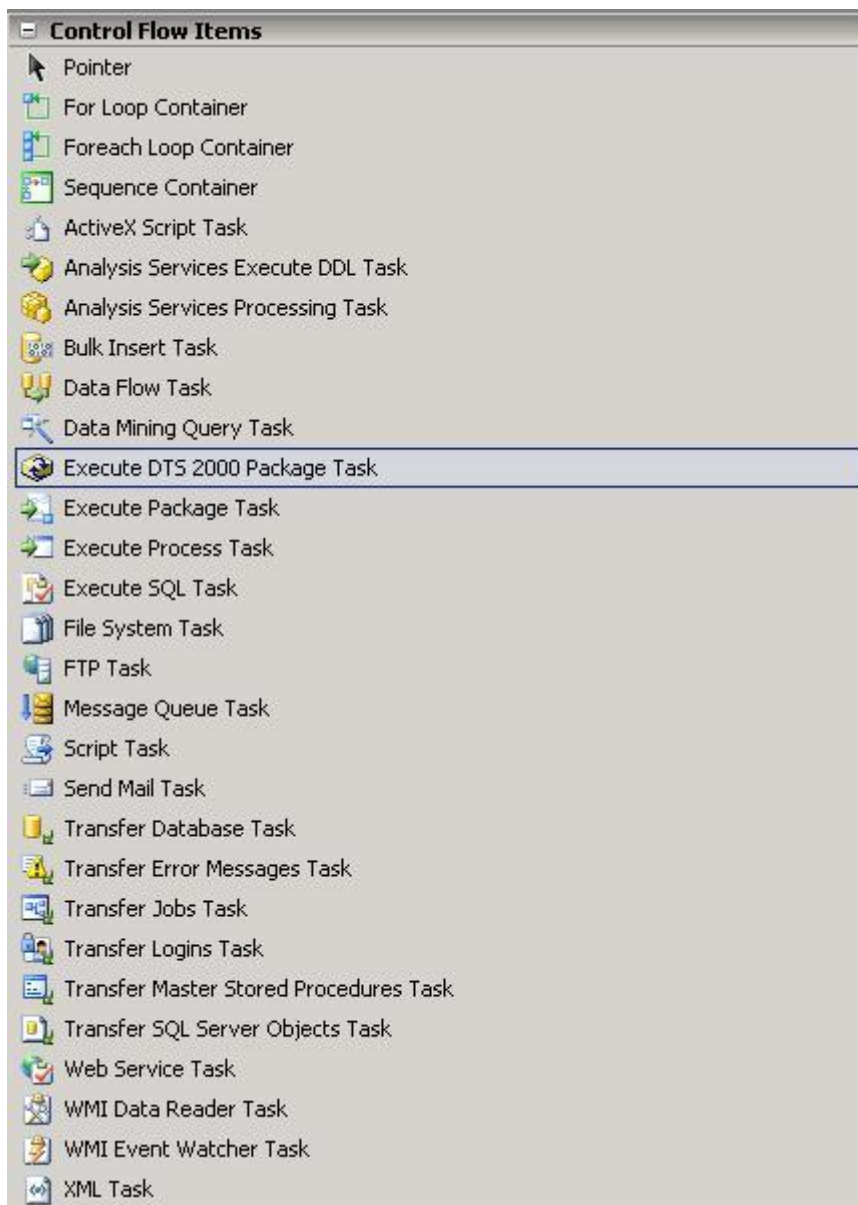 Control Flow Items
Pointer
For Loop Container
Foreach Loop Container
Sequence Container
ActiveX Script Task
Analysis Services Execute DDL Task
Analysis Services Processing Task
Bulk Insert Task
Data Flow Task
Data Mining Query Task
Execute DTS 2000 Package Task
Execute Package Task
Execute Process Task
Execute SQL Task
File System Task
FTP Task
Message Queue Task
Script Task
Send Mail Task
Transfer Database Task
Transfer Error Messages Task
Transfer Jobs Task
Transfer Logins Task
Transfer Master Stored Procedures Task
Transfer SQL Server Objects Task
Web Service Task
WMI Data Reader Task
WMI Event Watcher Task
XML Task